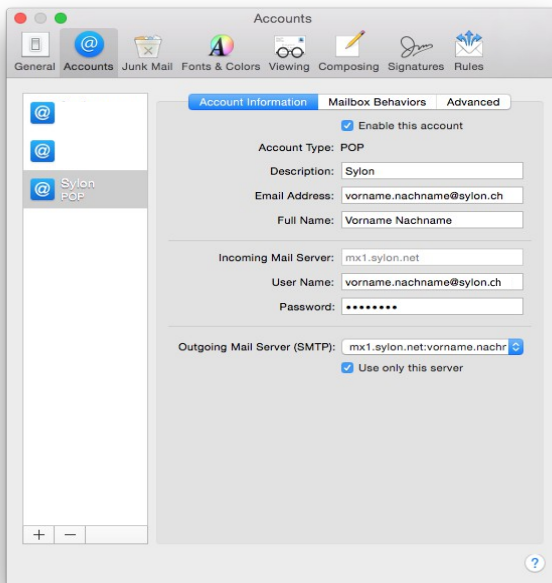 Accounts
General Accounts Junk Mail Fonts & Colors Viewing Composing Signatures Rules
Account Information Mailbox Behaviors Advanced
Enable this account
Account Type: POP
Sylon
POP
Description: Sylon
Email Address: vorname.nachname@sylon.ch
Full Name: Vorname Nachname
Incoming Mail Server: mx1.sylon.net
User Name: vorname.nachname@sylon.ch
Password: ••••••••
Outgoing Mail Server (SMTP): mx1.sylon.net:vorname.nachr
Use only this server